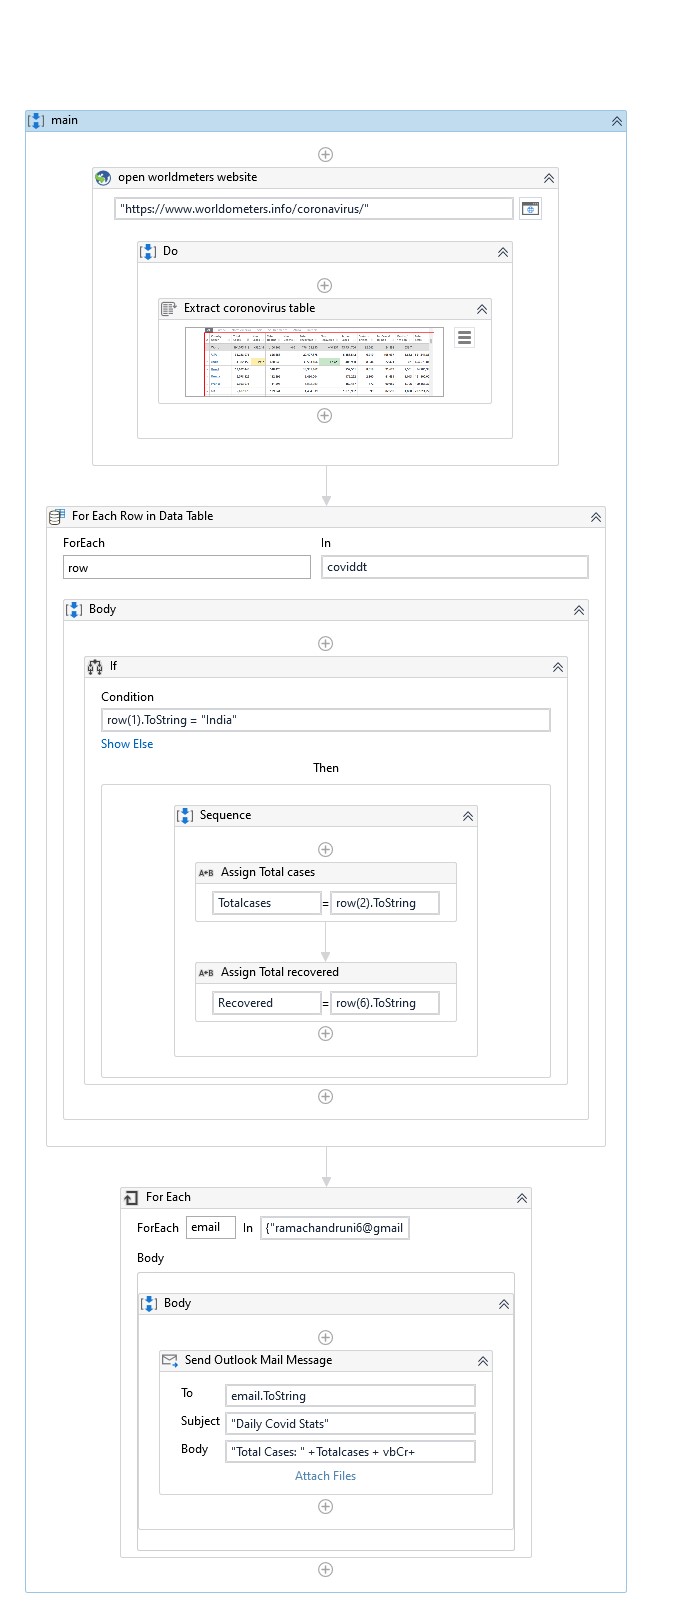 main
open worldmeters website
"https://www.worldometers.info/coronavirus/"
Do
Extract coronovirus table
For Each Row in Data Table
ForEach In
row coviddt
Body
If
Condition
row(1).ToString = "India"
Show Else
Then
Sequence
A+B Assign Total cases
Totalcases = row(2).ToString
A+B Assign Total recovered
Recovered = row(6).ToString
For Each
ForEach email In {"ramachandruni6@gmail
Body
Body
Send Outlook Mail Message
To email.ToString
Subject "Daily Covid Stats"
Body "Total Cases: " +Totalcases + vbCr+
Attach Files